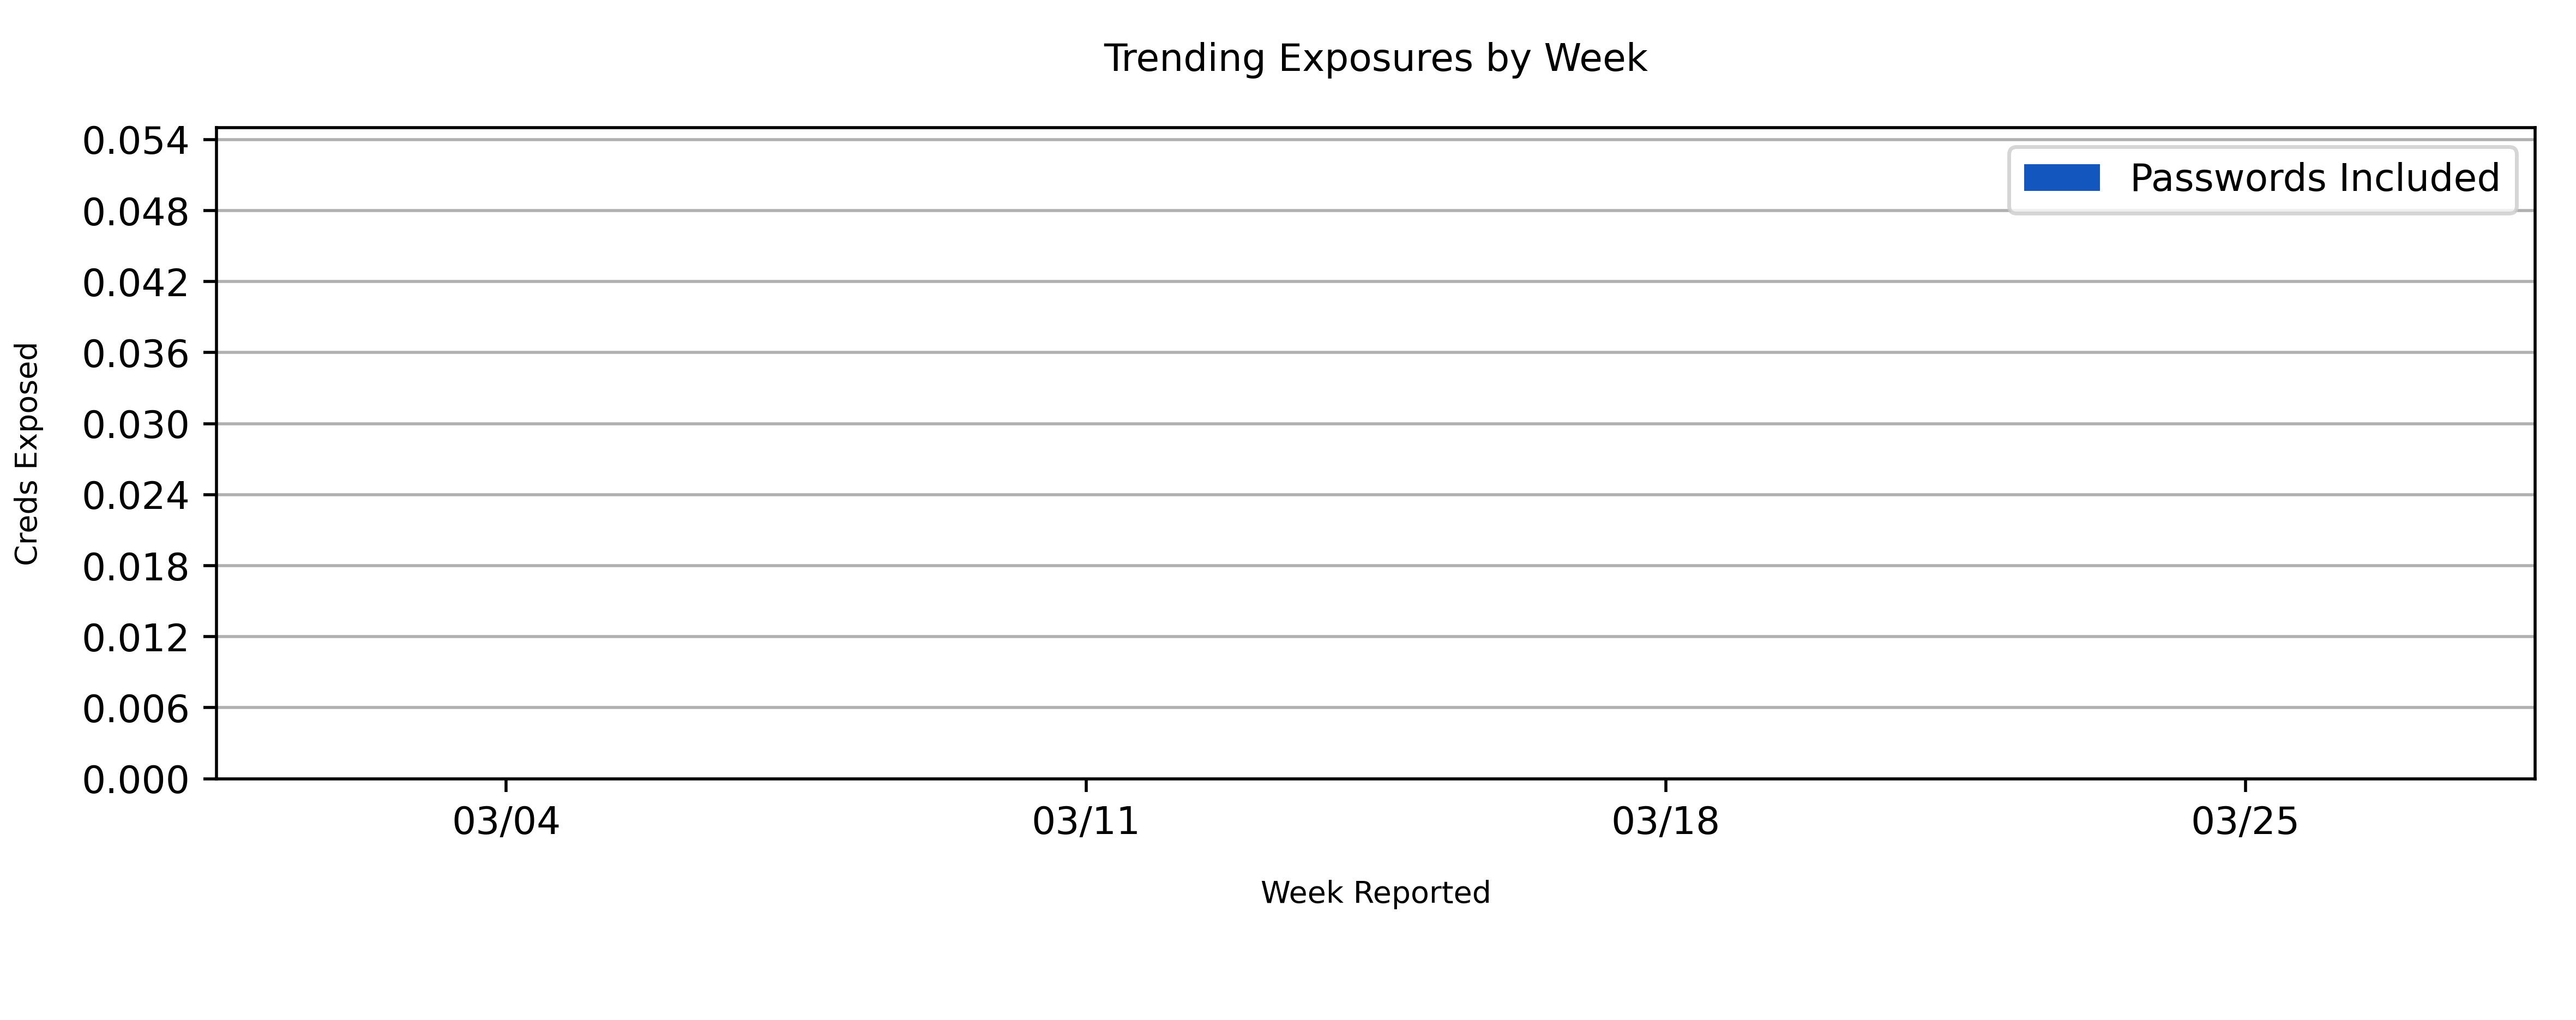 Trending Exposures by Week
0.054
Passwords Included
0.048
0.042
0.036
0.030
0.024
0.018
0.012
0.006
0.000
Creds Exposed
03/04 03/11 03/18 03/25
Week Reported